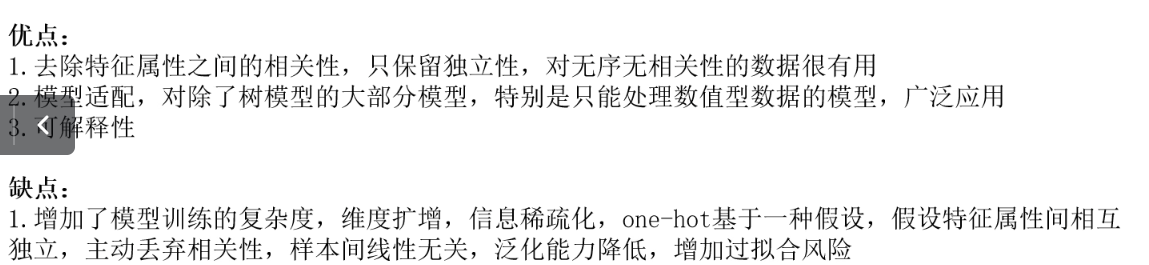 优点：
1.去除特征属性之间的相关性，只保留独立性，对无序无相关性的数据很有用
2.模型适配，对除了树模型的大部分模型，特别是只能处理数值型数据的模型，广泛应用
3.可解释性
缺点：
1.增加了模型训练的复杂度，维度扩增，信息稀疏化，one-hot基于一种假设，假设特征属性间相互
独立，主动丢弃相关性，样本间线性无关，泛化能力降低，增加过拟合风险